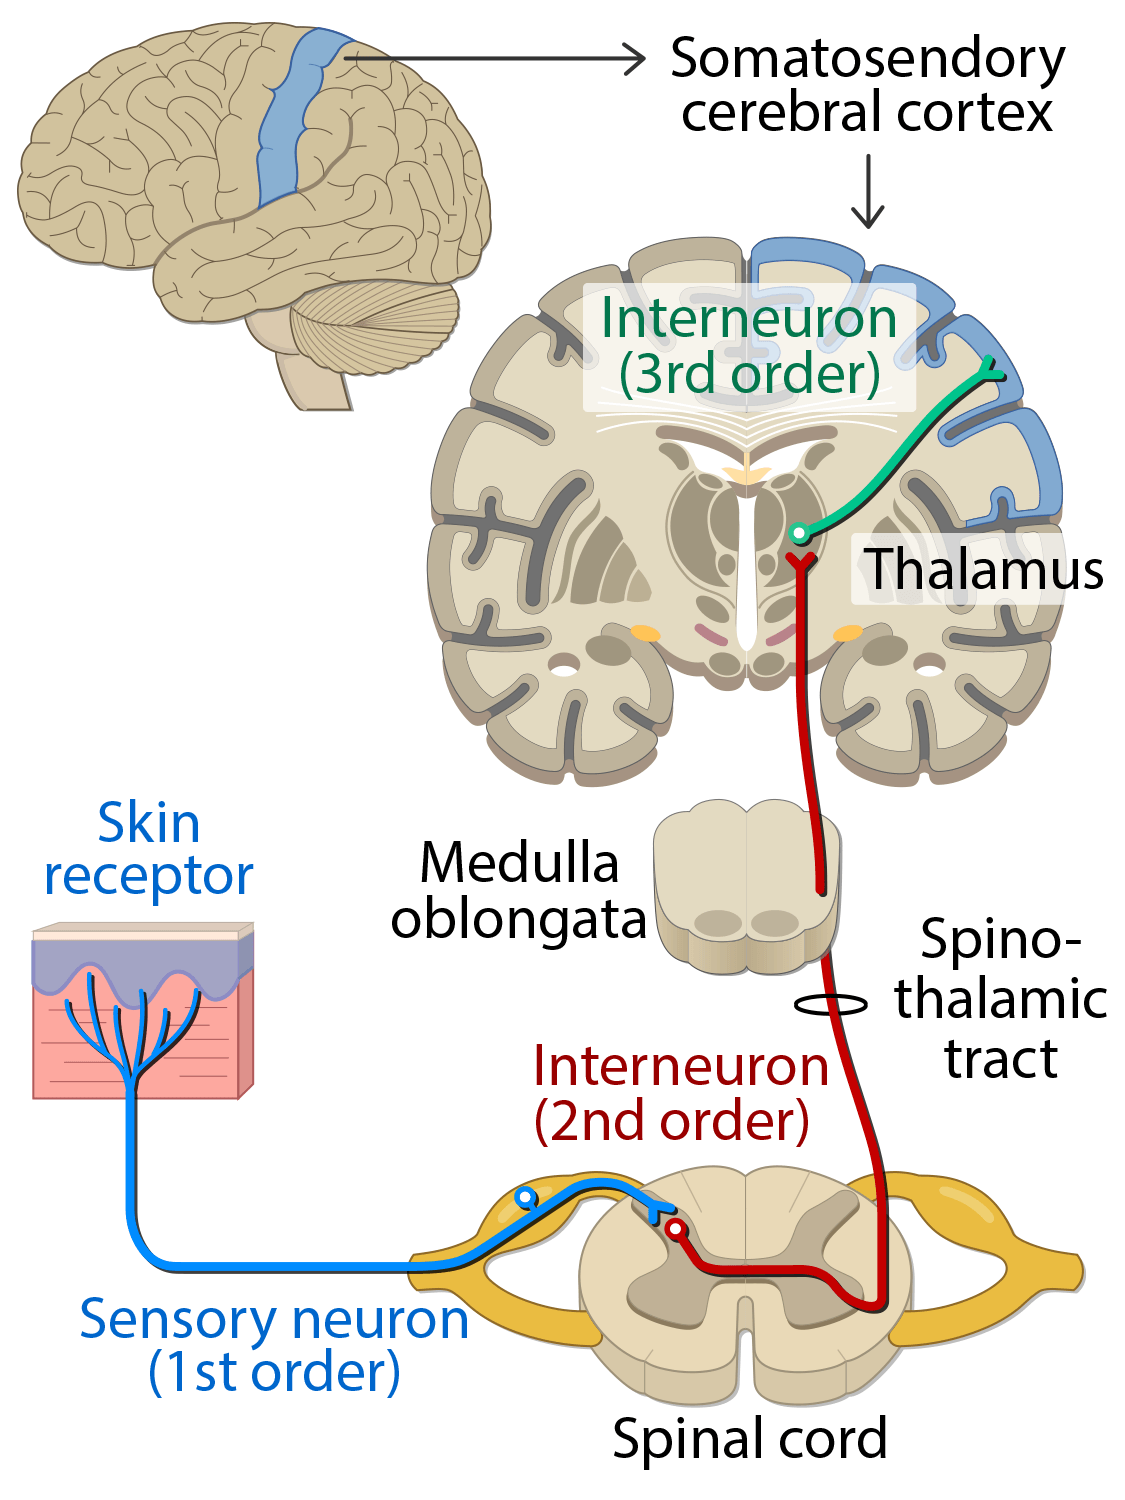 Somatosendory
cerebral cortex
Interneuron
(3rd order)
Thalamus
Skin
receptor
Medulla
oblongata
Spino-
thalamic
tract
Interneuron
(2nd order)
Sensory neuron
(1st order)
Spinal cord